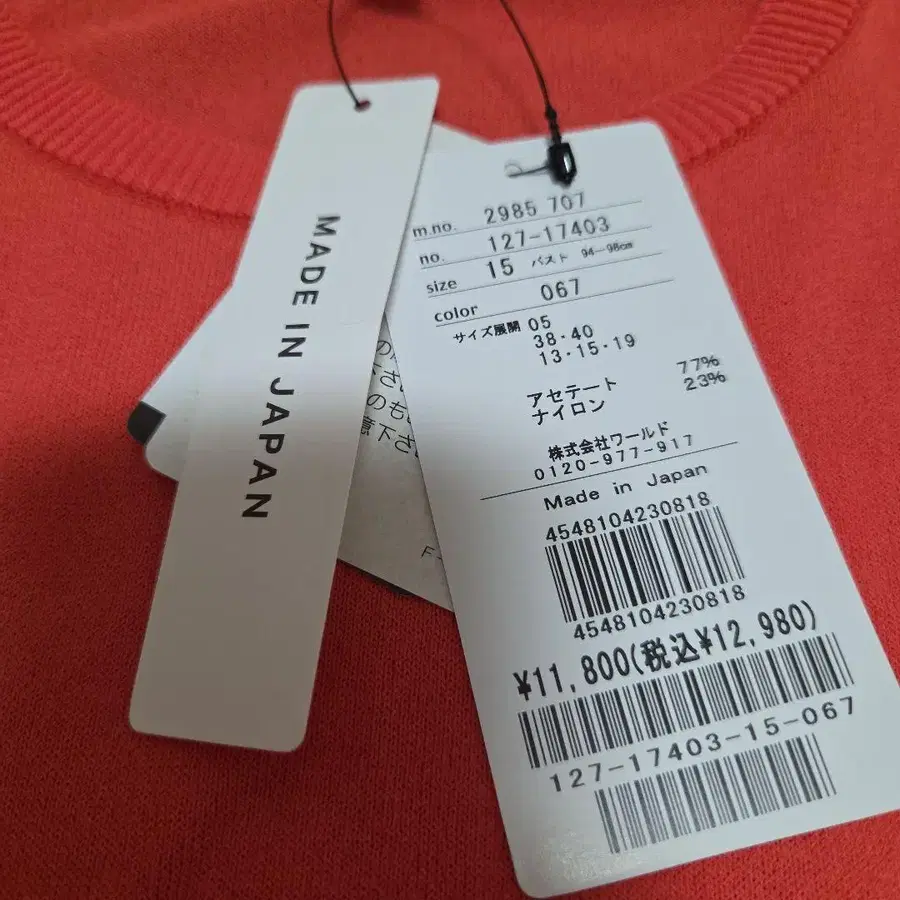 MADE IN JAPAN
m.no. 2985 707
no. 127-17403
size 15 バスト 94-98cm
color 067
サイズ展開 05
38・40
13・15・19
アセテート 77%
ナイロン 23%
株式会社ワールド
0120-977-917
Made in Japan
4548104230818
4548104230818
¥11,800(税込¥12,980)
127-17403-15-067